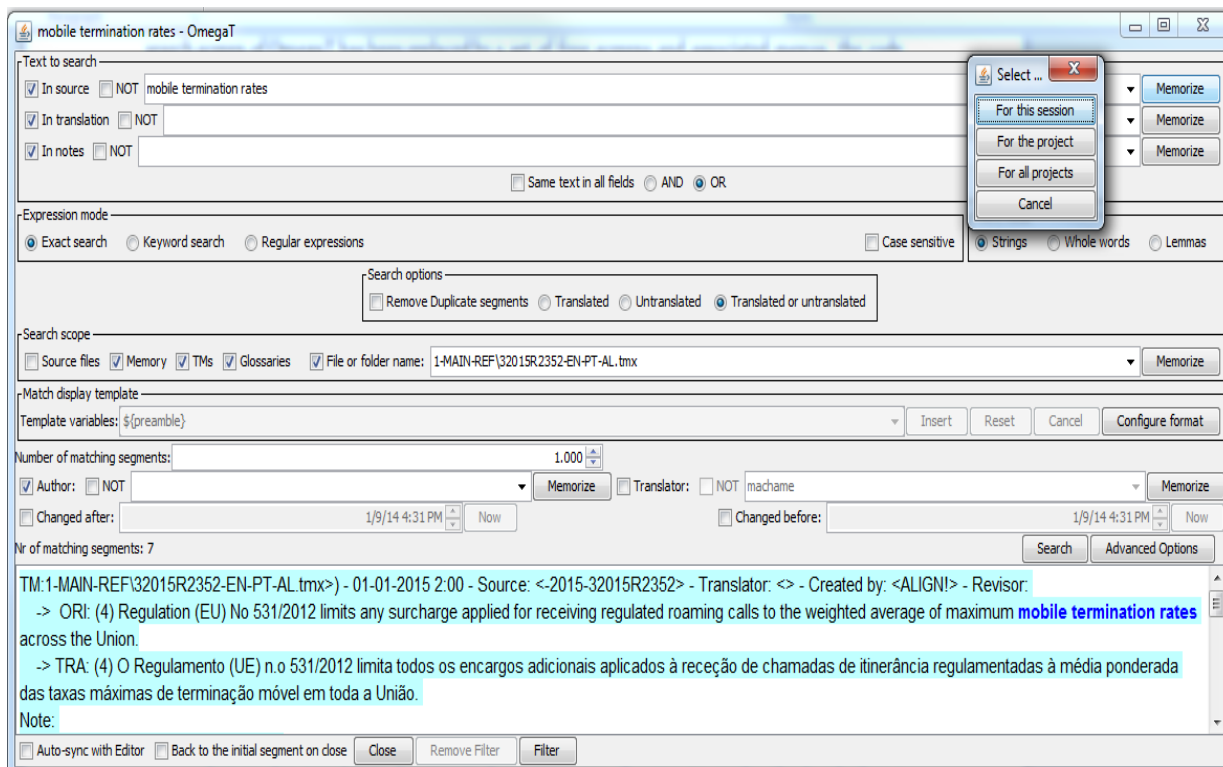 mobile termination rates - OmegaT
Text to search
In source NOT mobile termination rates Memorize
In translation NOT Memorize
In notes NOT Memorize
Same text in all fields AND OR
Select ...
For this session
For the project
For all projects
Cancel
Expression mode
Exact search Keyword search Regular expressions Case sensitive Strings Whole words Lemmas
Search options
Remove Duplicate segments Translated Untranslated Translated or untranslated
Search scope
Source files Memory TMs Glossaries File or folder name: 1-MAIN-REF\32015R2352-EN-PT-AL.tmx Memorize
Match display template
Template variables: ${preamble} Insert Reset Cancel Configure format
Number of matching segments: 1.000
Author: NOT Memorize Translator: NOT machame Memorize
Changed after: 1/9/14 4:31 PM Now Changed before: 1/9/14 4:31 PM Now
Nr of matching segments: 7 Search Advanced Options
TM:1-MAIN-REF\32015R2352-EN-PT-AL.tmx>) - 01-01-2015 2:00 - Source: <-2015-32015R2352> - Translator: <> - Created by: <ALIGN!> - Revisor:
-> ORI: (4) Regulation (EU) No 531/2012 limits any surcharge applied for receiving regulated roaming calls to the weighted average of maximum mobile termination rates
across the Union.
-> TRA: (4) O Regulamento (UE) n.o 531/2012 limita todos os encargos adicionais aplicados à receção de chamadas de itinerância regulamentadas à média ponderada
das taxas máximas de terminação móvel em toda a União.
Note:
Auto-sync with Editor Back to the initial segment on close Close Remove Filter Filter